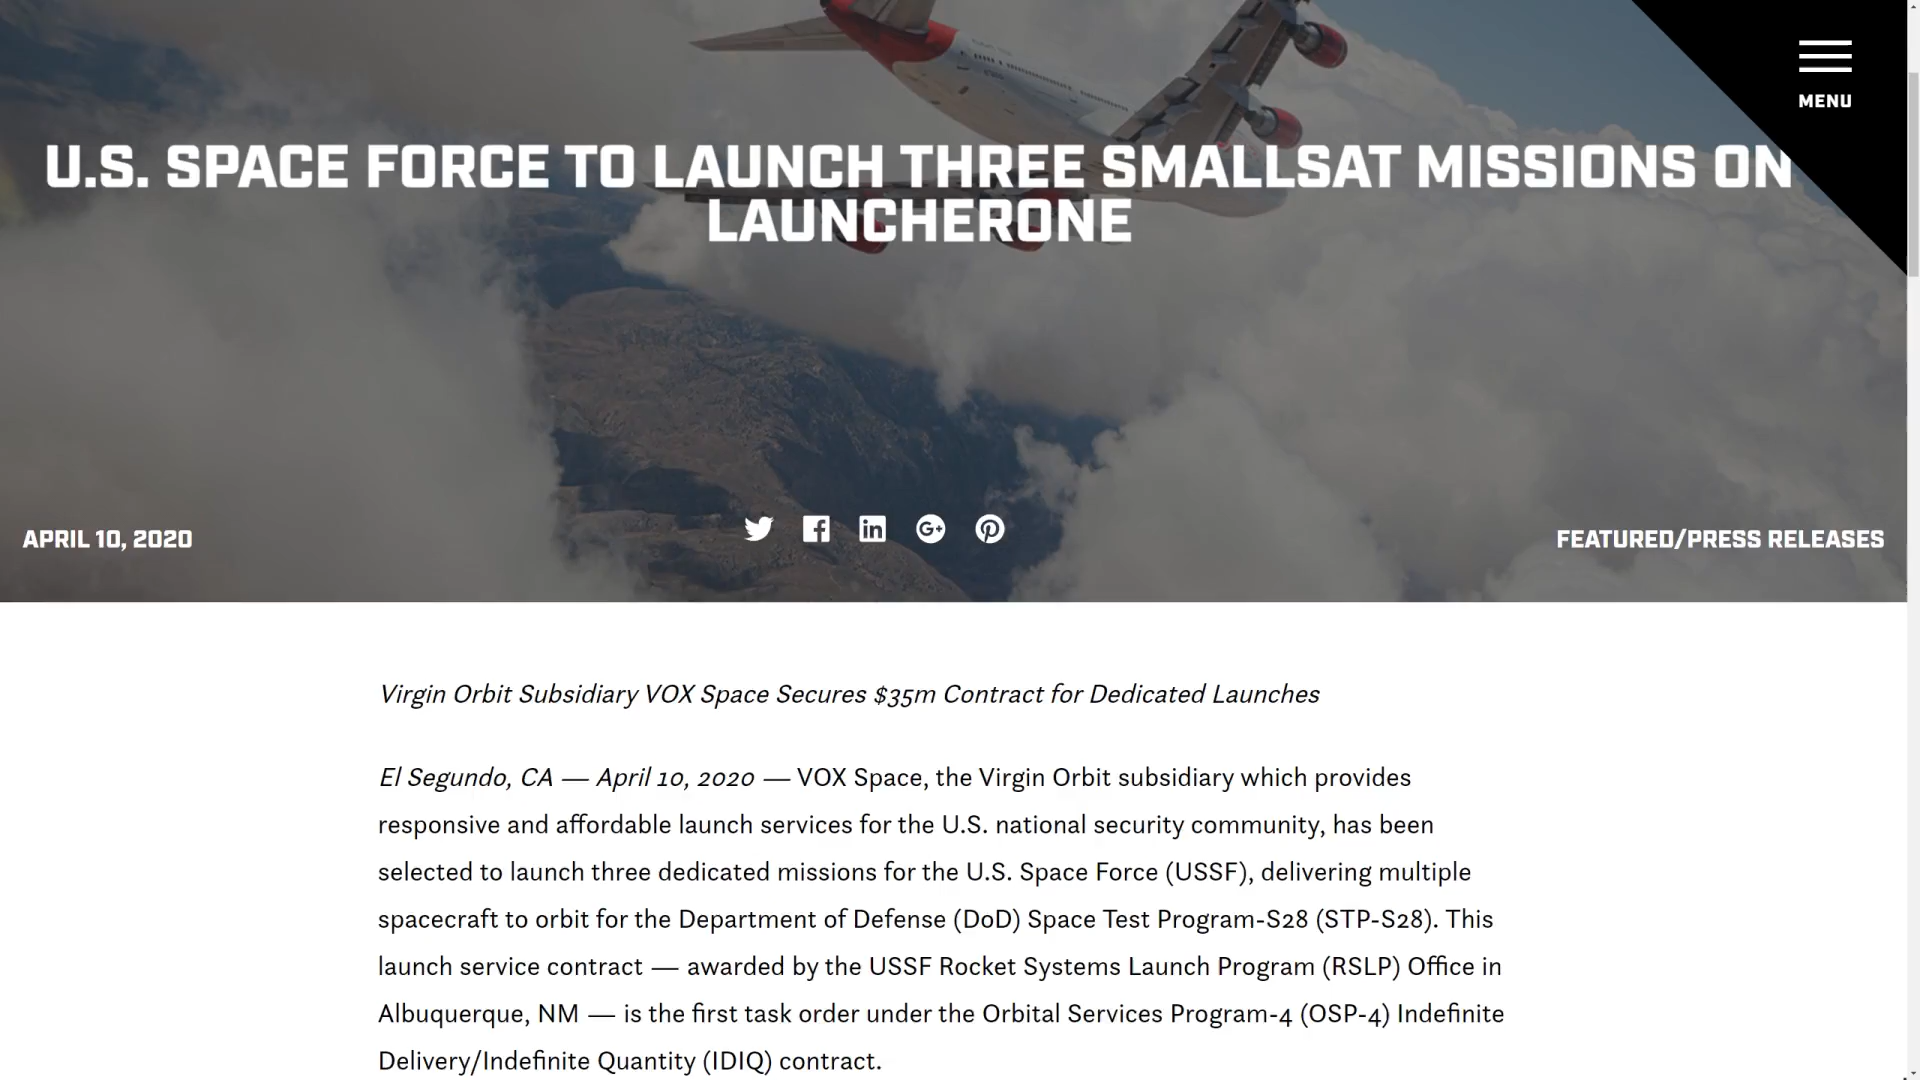 MENU
U.S. SPACE FORCE TO LAUNCH THREE SMALLSAT MISSIONS ON
LAUNCHERONE
APRIL 10, 2020
FEATURED/PRESS RELEASES
Virgin Orbit Subsidiary VOX Space Secures $35m Contract for Dedicated Launches
El Segundo, CA — April 10, 2020 — VOX Space, the Virgin Orbit subsidiary which provides
responsive and affordable launch services for the U.S. national security community, has been
selected to launch three dedicated missions for the U.S. Space Force (USSF), delivering multiple
spacecraft to orbit for the Department of Defense (DoD) Space Test Program-S28 (STP-S28). This
launch service contract — awarded by the USSF Rocket Systems Launch Program (RSLP) Office in
Albuquerque, NM — is the first task order under the Orbital Services Program-4 (OSP-4) Indefinite
Delivery/Indefinite Quantity (IDIQ) contract.